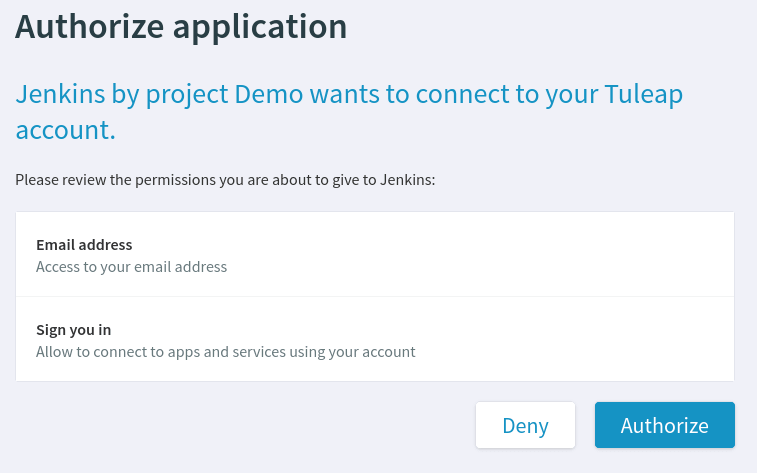 Authorize application
Jenkins by project Demo wants to connect to your Tuleap
account.
Please review the permissions you are about to give to Jenkins:
Email address
Access to your email address
Sign you in
Allow to connect to apps and services using your account
Deny
Authorize